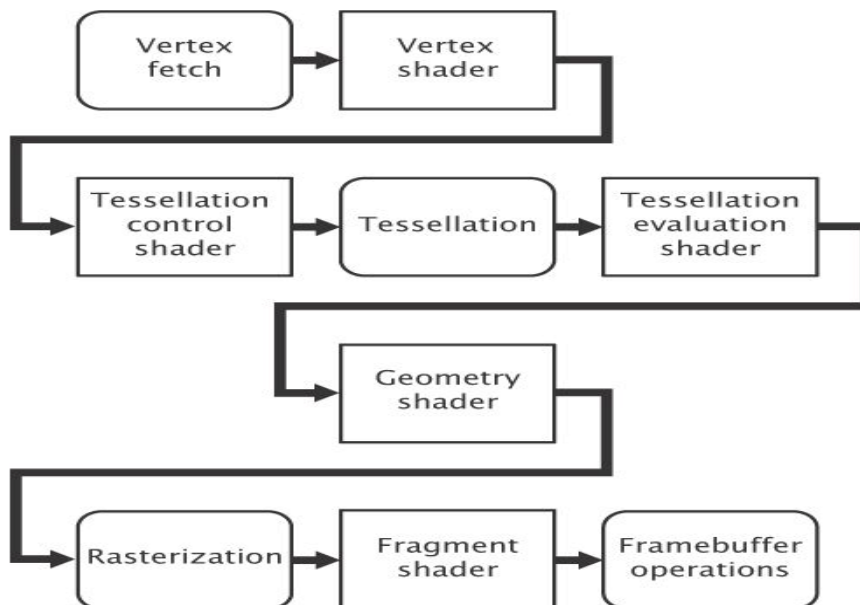 Vertex
fetch
Vertex
shader
Tessellation
control
shader
Tessellation
Tessellation
evaluation
shader
Geometry
shader
Rasterization
Fragment
shader
Framebuffer
operations